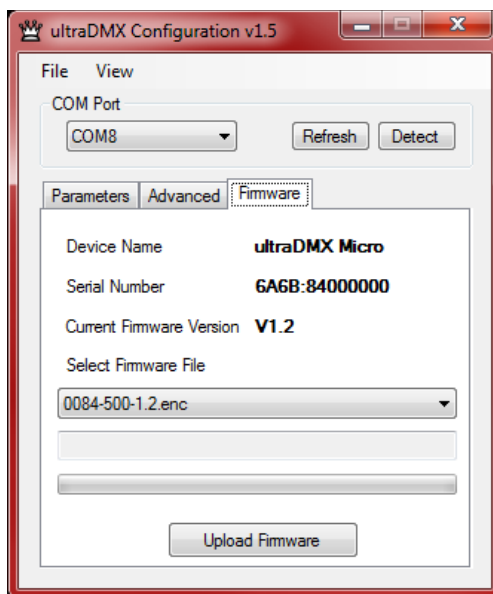 ultraDMX Configuration v1.5
File View
COM Port
COM8 Refresh Detect
Parameters Advanced Firmware
Device Name ultraDMX Micro
Serial Number 6A6B:84000000
Current Firmware Version V1.2
Select Firmware File
0084-500-1.2.enc
Upload Firmware